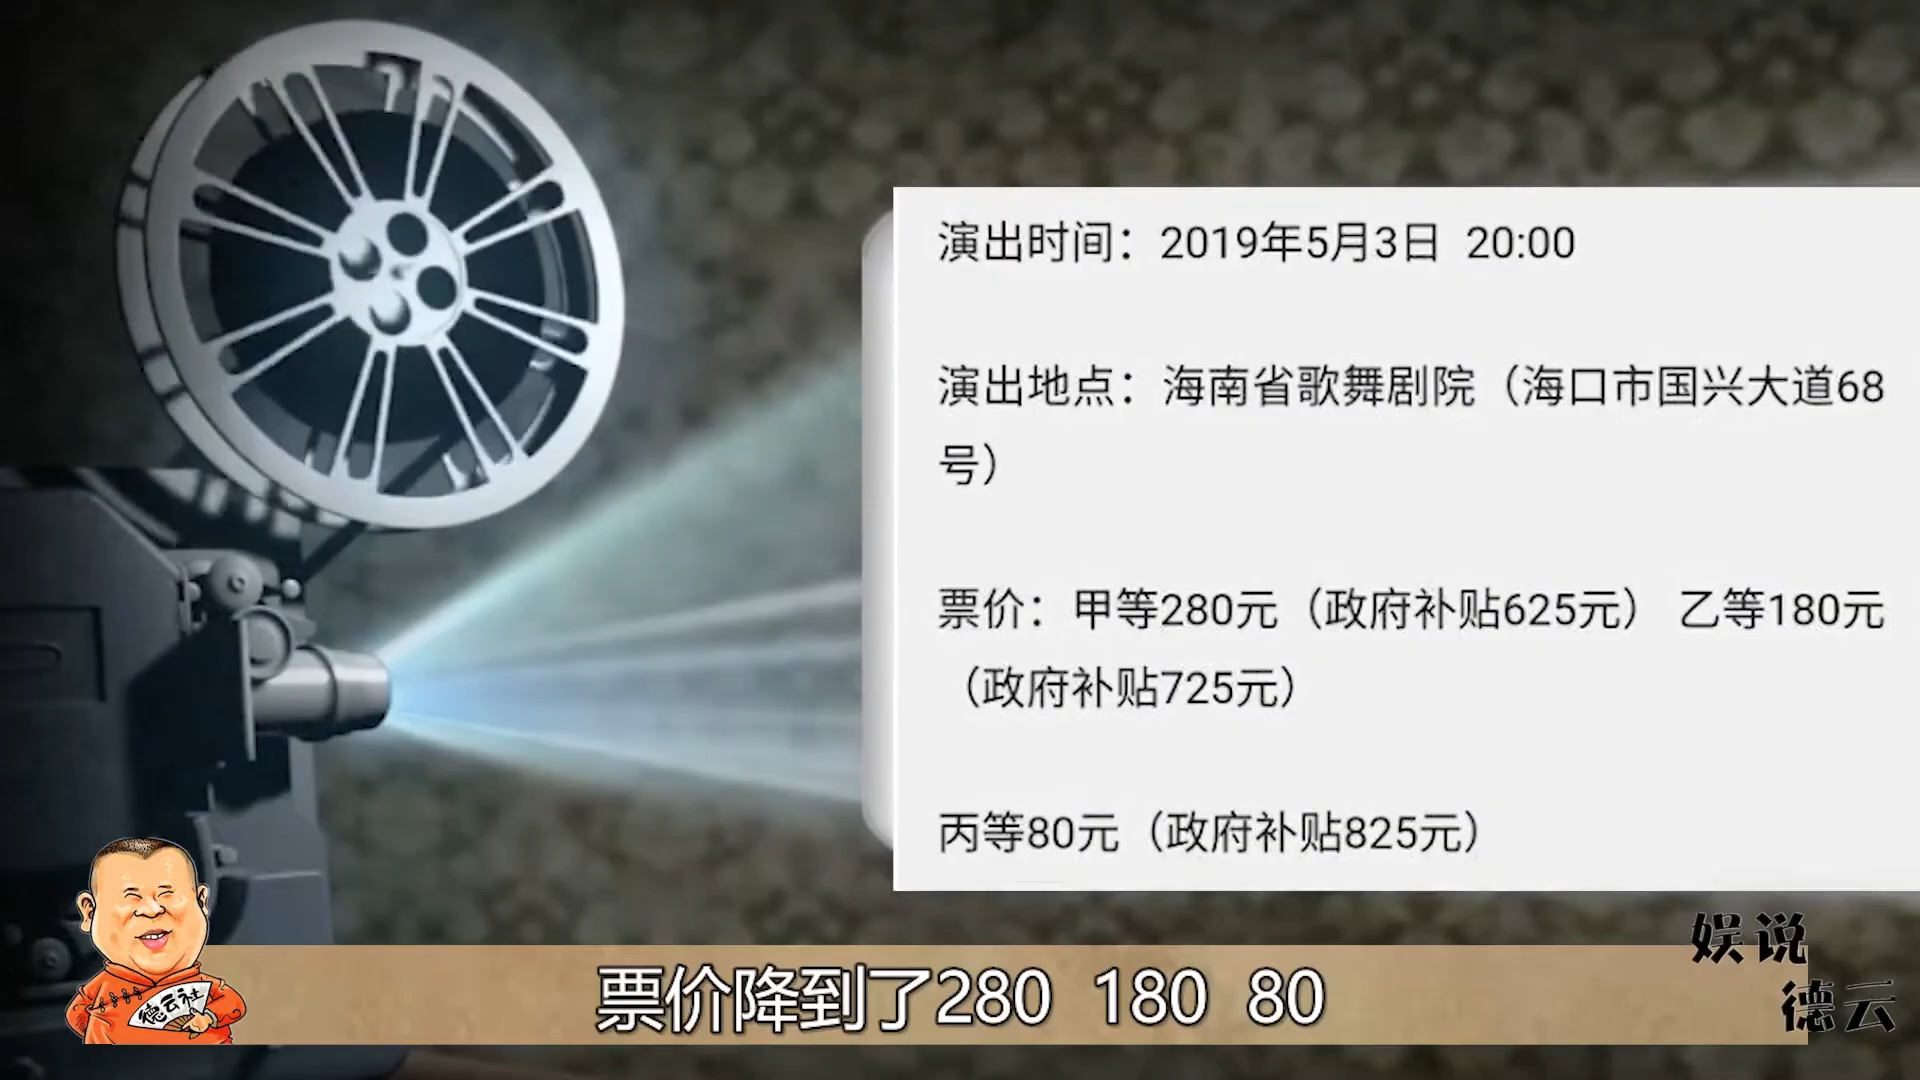 演出时间：2019年5月3日 20:00
演出地点：海南省歌舞剧院（海口市国兴大道68
号）
票价：甲等280元（政府补贴625元） 乙等180元
（政府补贴725元）
丙等80元（政府补贴825元）
娱说
德云
德云社
票价降到了280 180 80